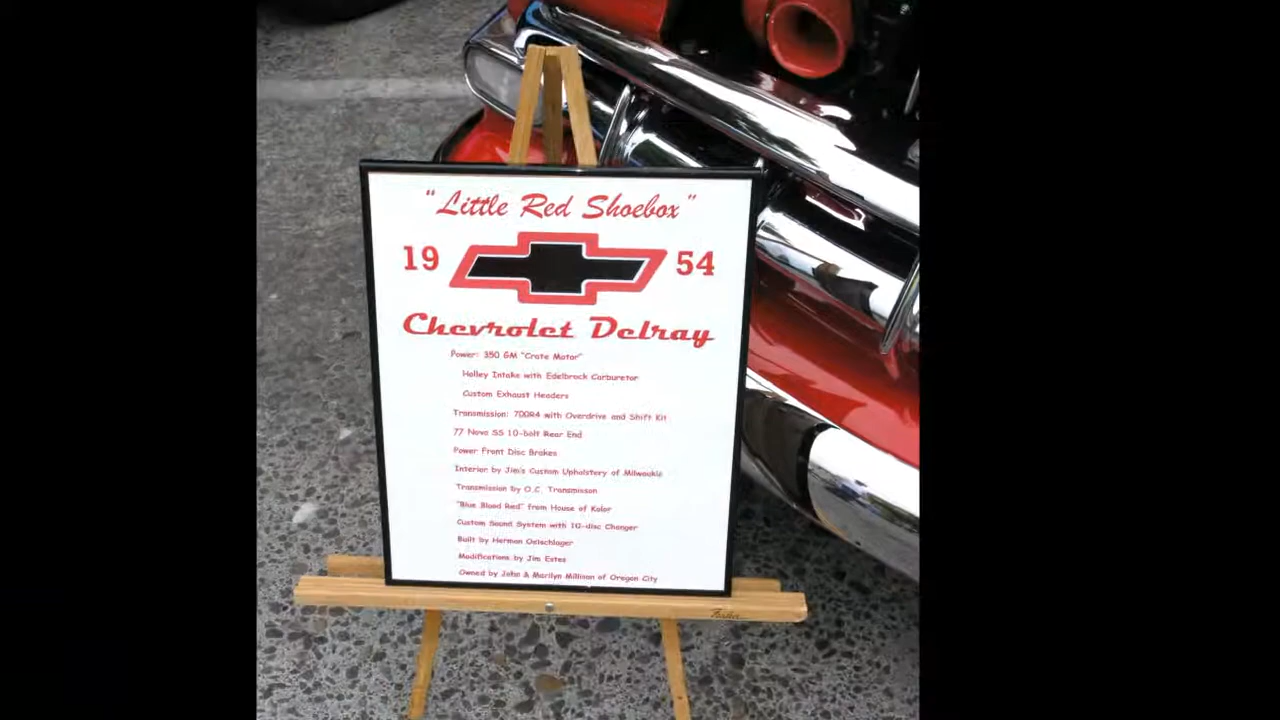 "Little Red Shoebox"
19 54
Chevrolet Delray
Power: 350 GM "Crate Motor"
Holley Intake with Edelbrock Carburetor
Custom Exhaust Headers
Transmission: 700R4 with Overdrive and Shift Kit
77 Nova SS 10-bolt Rear End
Power Front Disc Brakes
Interior by Jim's Custom Upholstery of Milwaukie
Transmission by O.C. Transmisson
"Blue Blood Red" from House of Kolor
Custom Sound System with 10-disc Changer
Built by Herman Oelschlager
Modifications by Jim Estes
Owned by John & Marilyn Millison of Oregon City